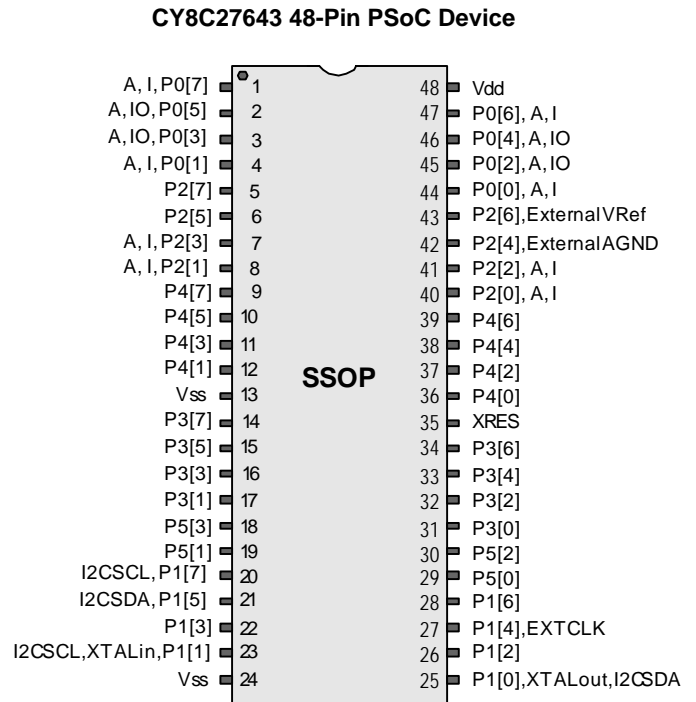 CY8C27643 48-Pin PSoC Device
A, I, P0[7] 1 48 Vdd
A, IO, P0[5] 2 47 P0[6], A, I
A, IO, P0[3] 3 46 P0[4], A, IO
A, I, P0[1] 4 45 P0[2], A, IO
P2[7] 5 44 P0[0], A, I
P2[5] 6 43 P2[6], External VRef
A, I, P2[3] 7 42 P2[4], External AGND
A, I, P2[1] 8 41 P2[2], A, I
P4[7] 9 40 P2[0], A, I
P4[5] 10 39 P4[6]
P4[3] 11 38 P4[4]
P4[1] 12 37 P4[2]
SSOP
Vss 13 36 P4[0]
P3[7] 14 35 XRES
P3[5] 15 34 P3[6]
P3[3] 16 33 P3[4]
P3[1] 17 32 P3[2]
P5[3] 18 31 P3[0]
P5[1] 19 30 P5[2]
I2CSCL, P1[7] 20 29 P5[0]
I2CSDA, P1[5] 21 28 P1[6]
P1[3] 22 27 P1[4], EXTCLK
I2CSCL, XTALin, P1[1] 23 26 P1[2]
Vss 24 25 P1[0], XTALout, I2CSDA